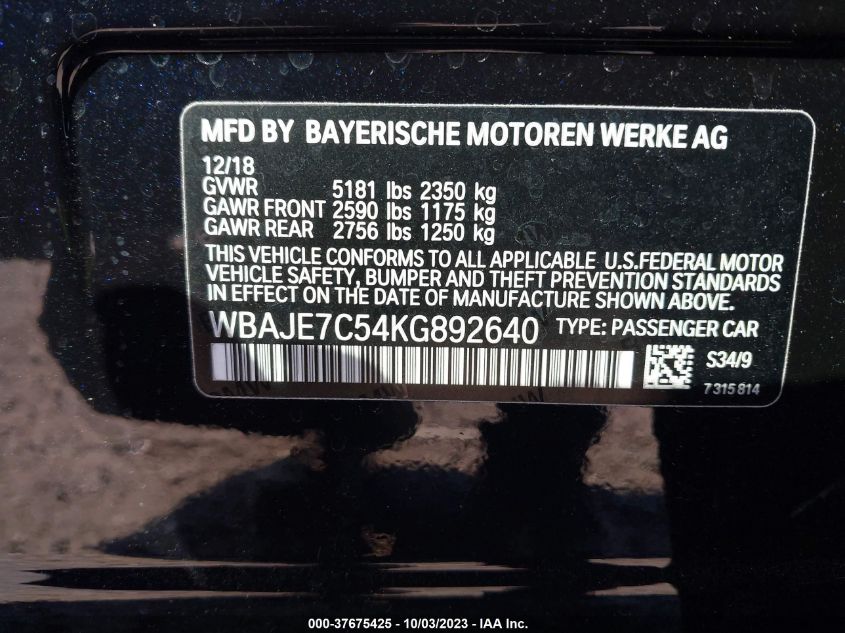 MFD BY BAYERISCHE MOTOREN WERKE AG
12/18
GVWR 5181 lbs 2350 kg
GAWR FRONT 2590 lbs 1175 kg
GAWR REAR 2756 lbs 1250 kg
THIS VEHICLE CONFORMS TO ALL APPLICABLE U.S.FEDERAL MOTOR
VEHICLE SAFETY, BUMPER AND THEFT PREVENTION STANDARDS
IN EFFECT ON THE DATE OF MANUFACTURE SHOWN ABOVE.
WBAJE7C54KG892640 TYPE: PASSENGER CAR
S34/9
7315814
000-37675425 - 10/03/2023 - IAA Inc.